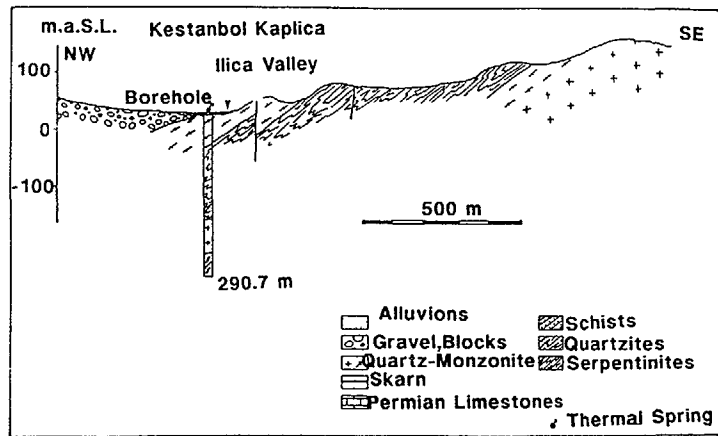 m.a.S.L. Kestanbol Kaplica
NW SE
Ilica Valley
100
Borehole
0
-100
500 m
290.7 m
Alluvions
Gravel,Blocks
Quartz-Monzonite
Skarn
Permian Limestones
Schists
Quartzites
Serpentinites
Thermal Spring